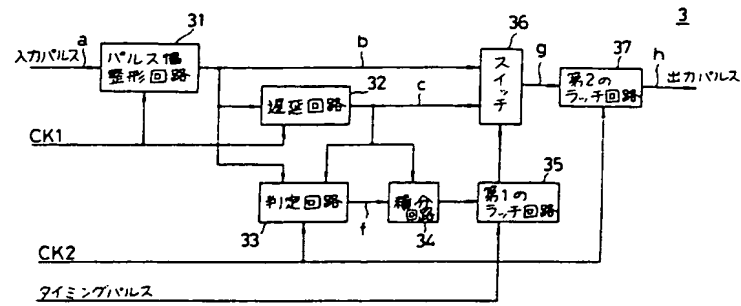 3
31
入力パルス
a
パルス幅
整形回路
b
36
スイッチ
g
37
第2の
ラッチ回路
h
出力パルス
32
遅延回路
c
CK1
35
判定回路
33
f
積分
回路
34
第1の
ラッチ回路
CK2
タイミングパルス